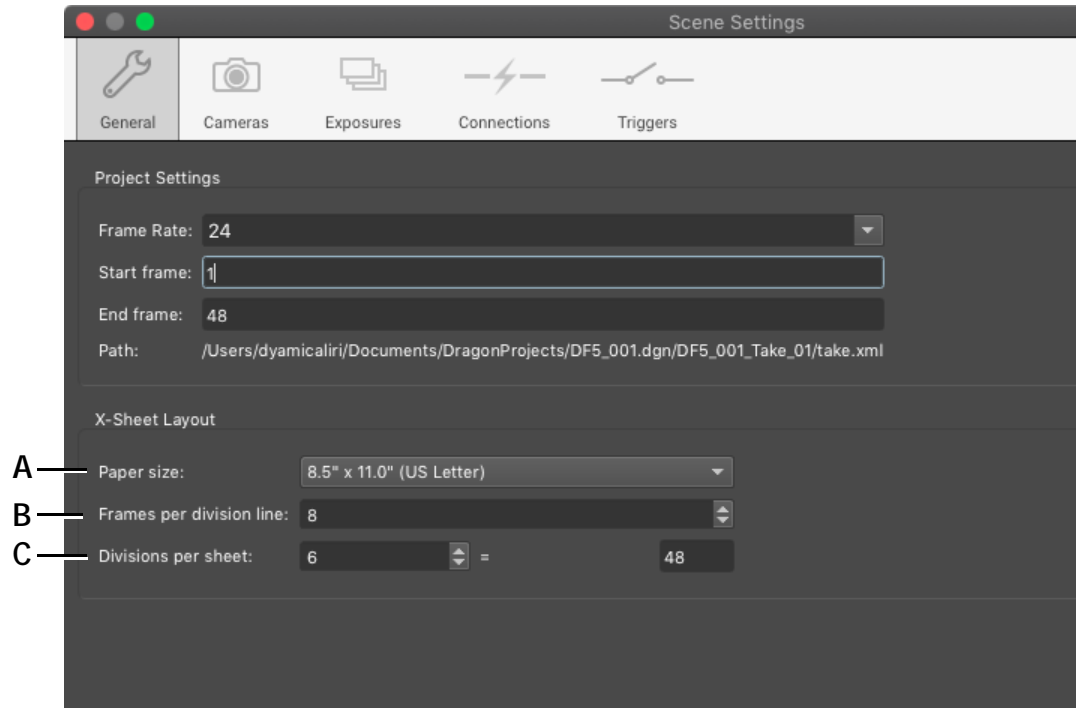 Scene Settings
General Cameras Exposures Connections Triggers
Project Settings
Frame Rate: 24
Start frame: 1
End frame: 48
Path: /Users/dyamicaliri/Documents/DragonProjects/DF5_001.dgn/DF5_001_Take_01/take.xml
X-Sheet Layout
A Paper size: 8.5" x 11.0" (US Letter)
B Frames per division line: 8
C Divisions per sheet: 6 = 48